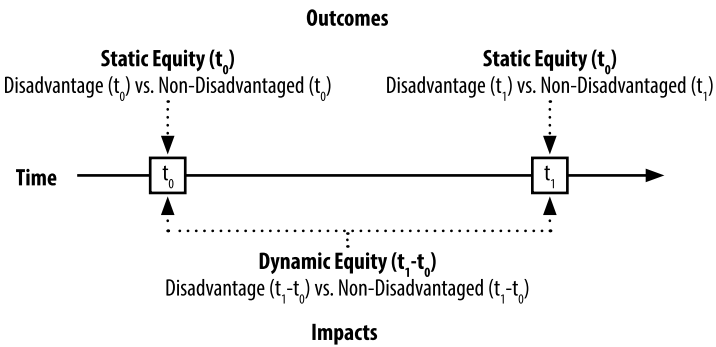 Outcomes
Static Equity (t₀)
Disadvantage (t₀) vs. Non-Disadvantaged (t₀)
Static Equity (t₀)
Disadvantage (t₁) vs. Non-Disadvantaged (t₁)
Time
t₀
t₁
Dynamic Equity (t₁-t₀)
Disadvantage (t₁-t₀) vs. Non-Disadvantaged (t₁-t₀)
Impacts